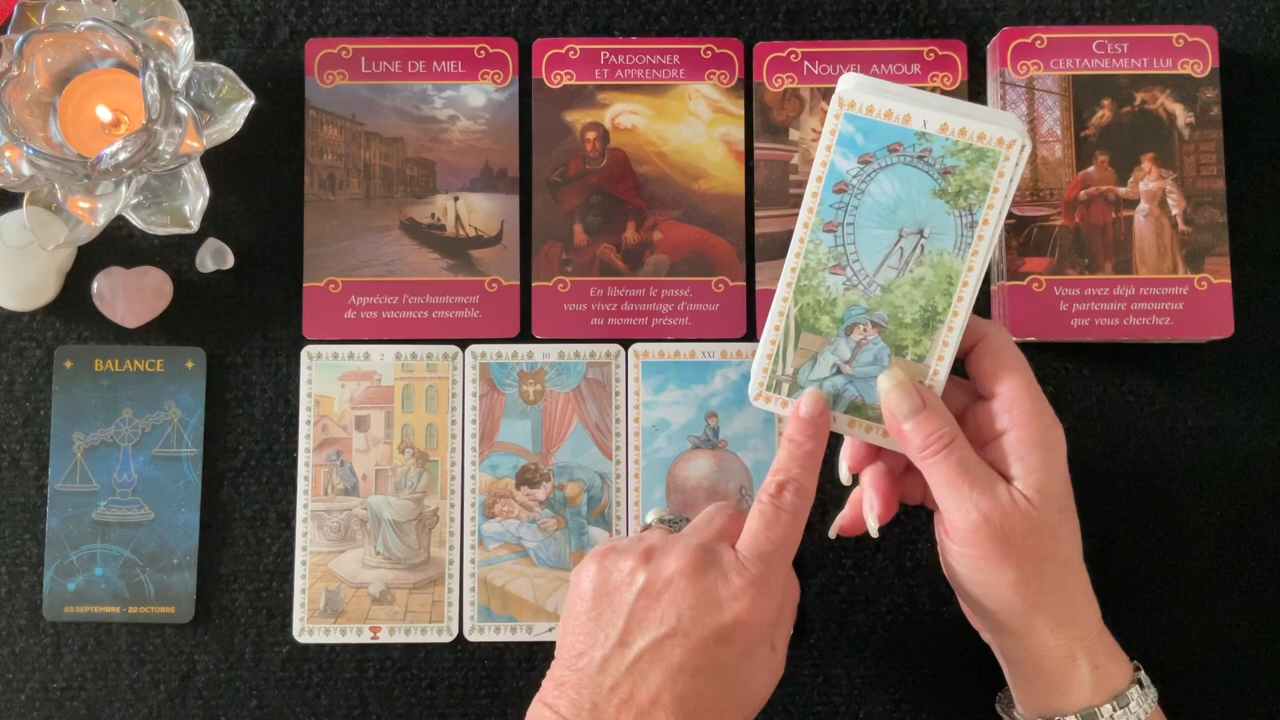 LUNE DE MIEL
Appréciez l'enchantement
de vos vacances ensemble.
PARDONNER
ET APPRENDRE
En libérant le passé,
vous vivez davantage d'amour
au moment présent.
NOUVEL AMOUR
C'EST
CERTAINEMENT LUI
Vous avez déjà rencontré
le partenaire amoureux
que vous cherchez.
X
BALANCE
23 SEPTEMBRE - 22 OCTOBRE
2
10
XXI